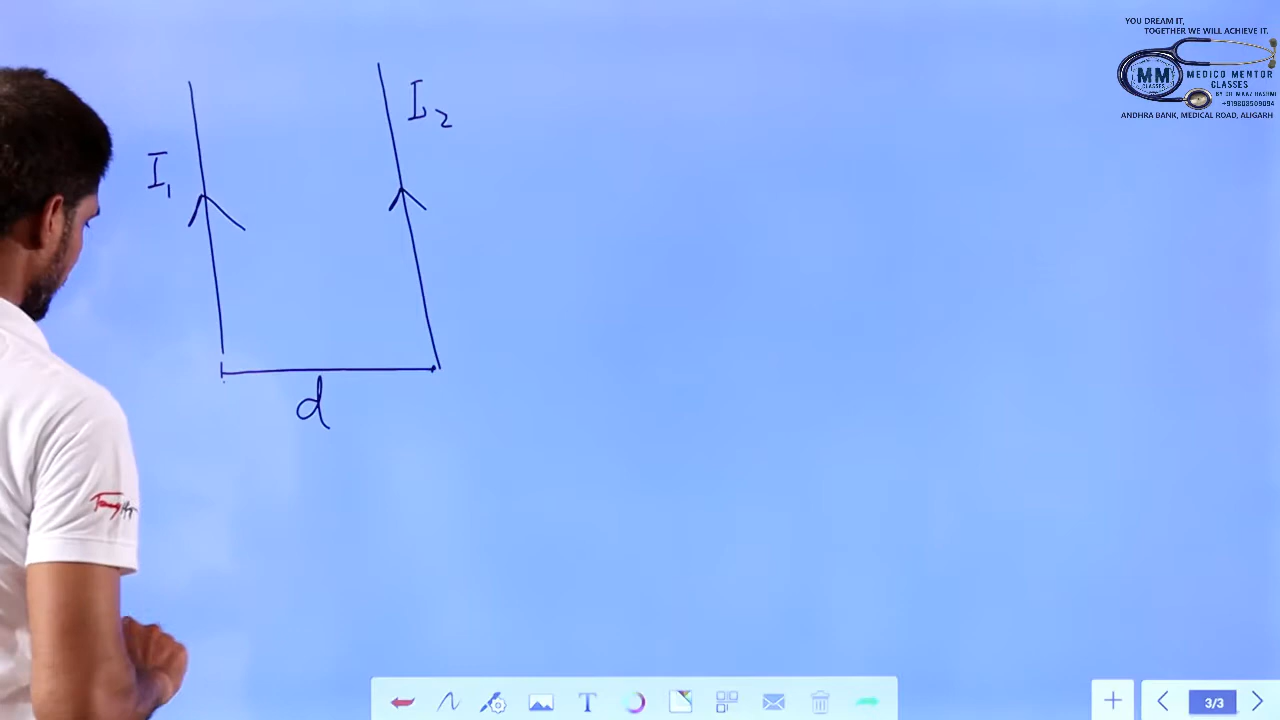 YOU DREAM IT,
TOGETHER WE WILL ACHIEVE IT.
MM
CLASSES
MEDICO MENTOR
CLASSES
ANDHRA BANK, MEDICAL ROAD, ALIGARH
I₁
I₂
d
T
3/3